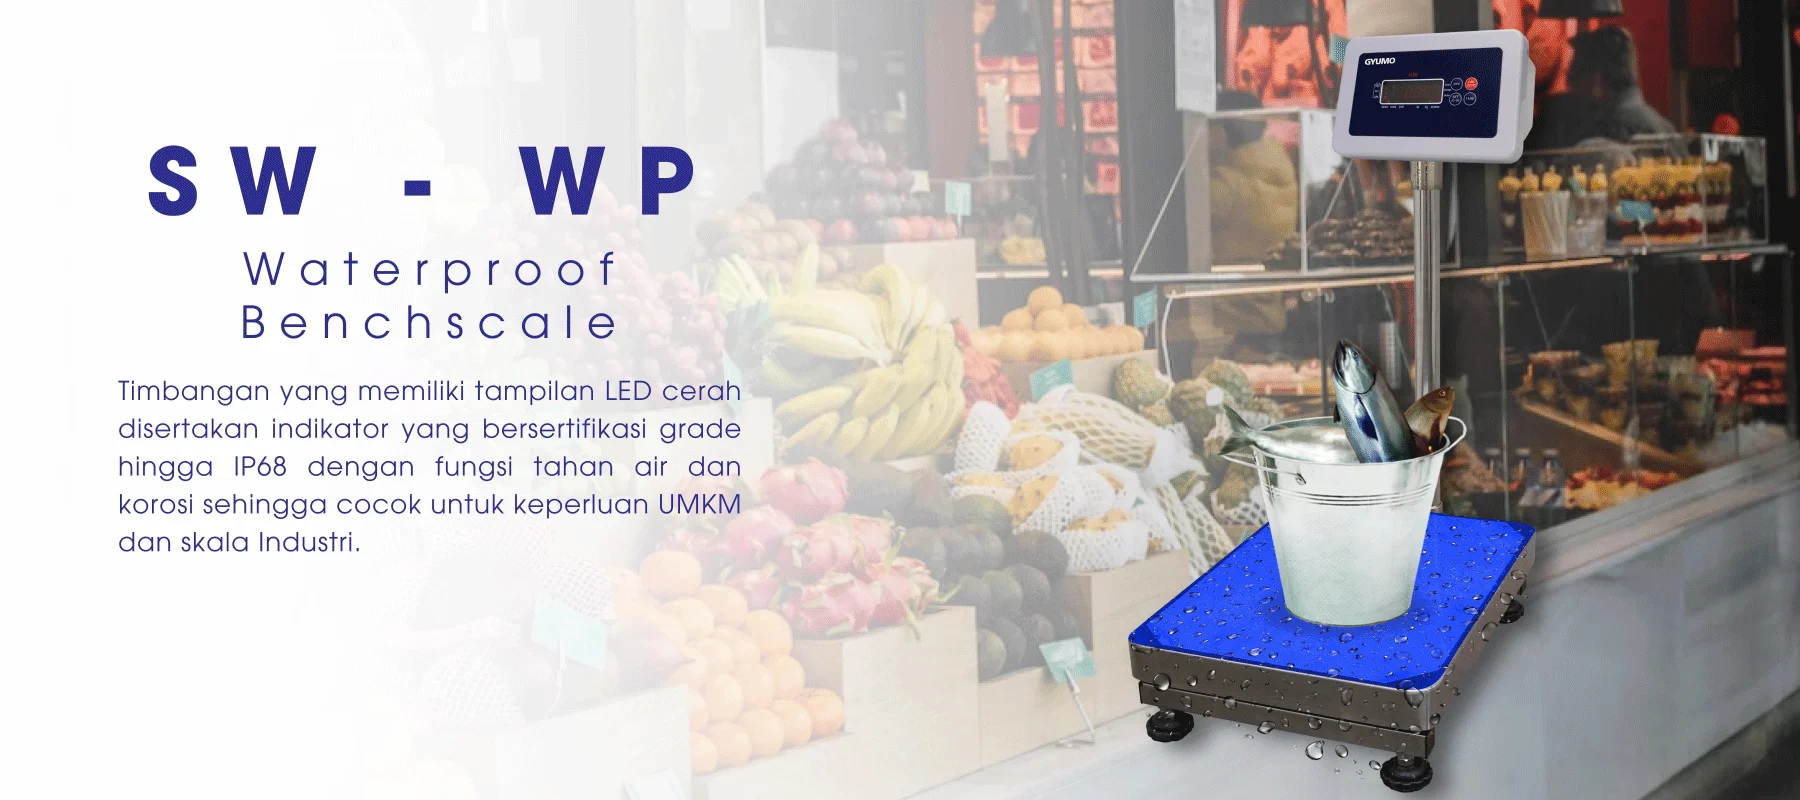 SW - WP
Waterproof
Benchscale
Timbangan yang memiliki tampilan LED cerah
disertakan indikator yang bersertifikasi grade
hingga IP68 dengan fungsi tahan air dan
korosi sehingga cocok untuk keperluan UMKM
dan skala Industri.
GYUMO